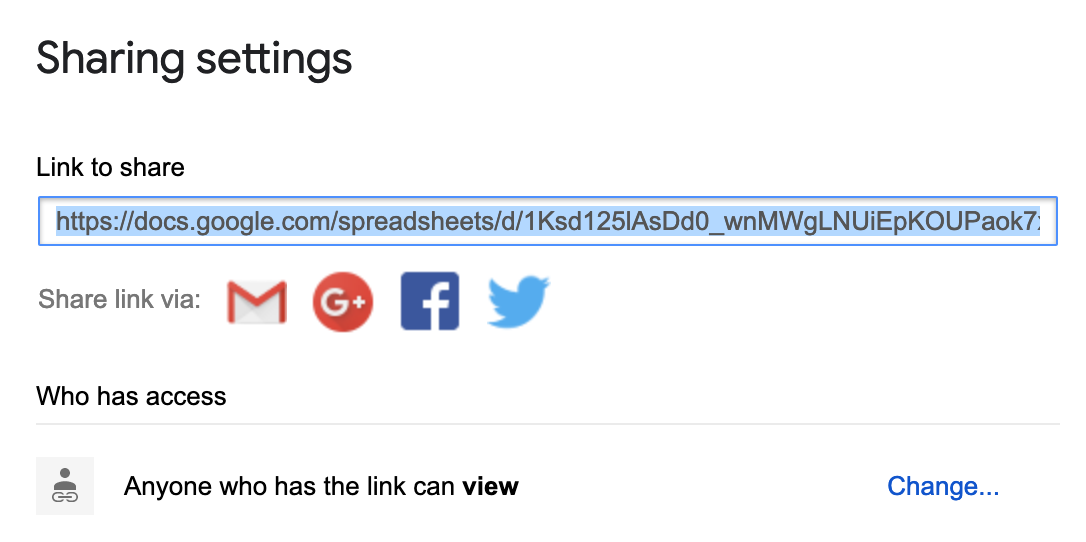 Sharing settings
Link to share
https://docs.google.com/spreadsheets/d/1Ksd125lAsDd0_wnMWgLNUiEpKOUPaok7
Share link via: G+ f
Who has access
Anyone who has the link can view Change...